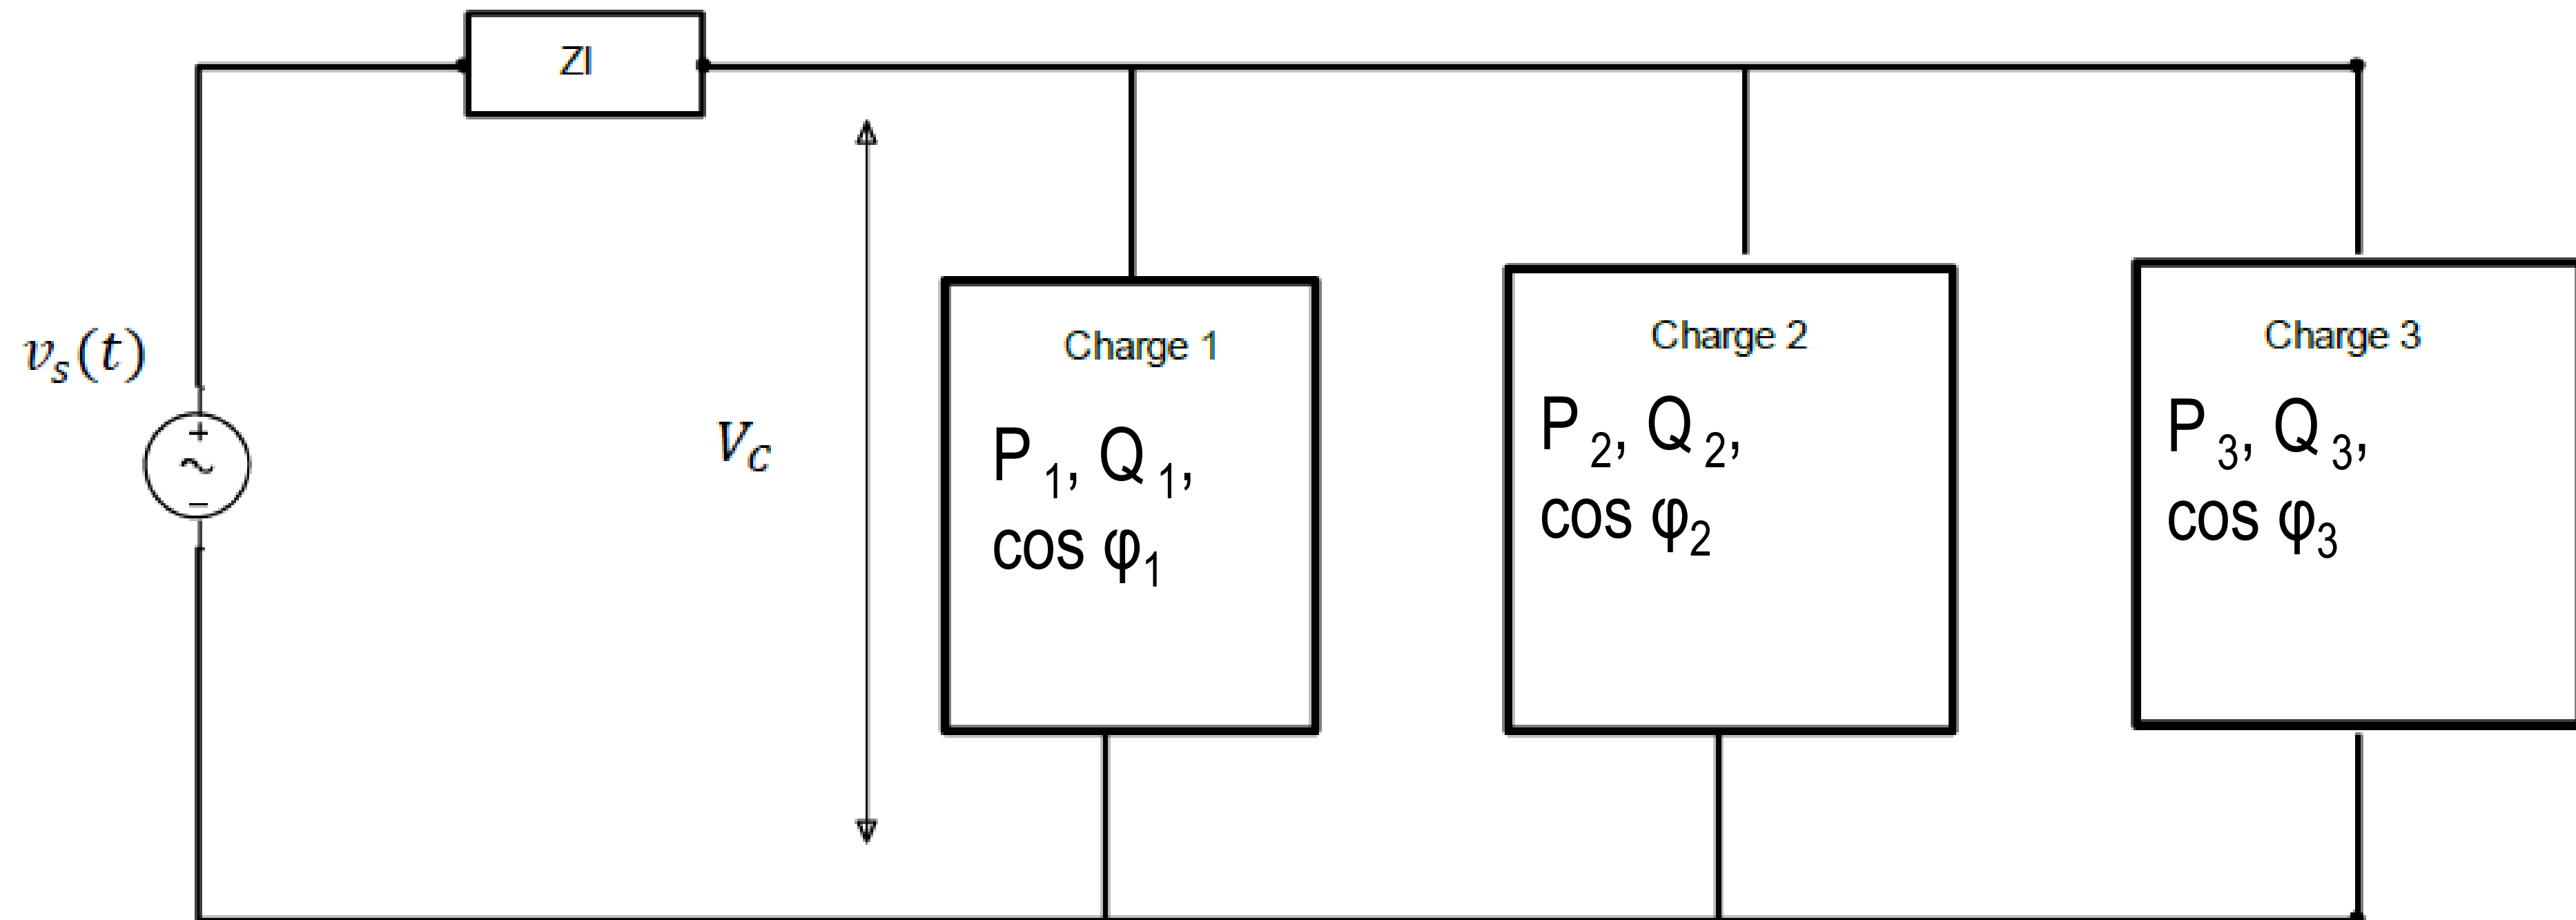 Zl
v_s(t)
+
~
−
V_C
Charge 1
P 1, Q 1,
cos φ1
Charge 2
P 2, Q 2,
cos φ2
Charge 3
P 3, Q 3,
cos φ3